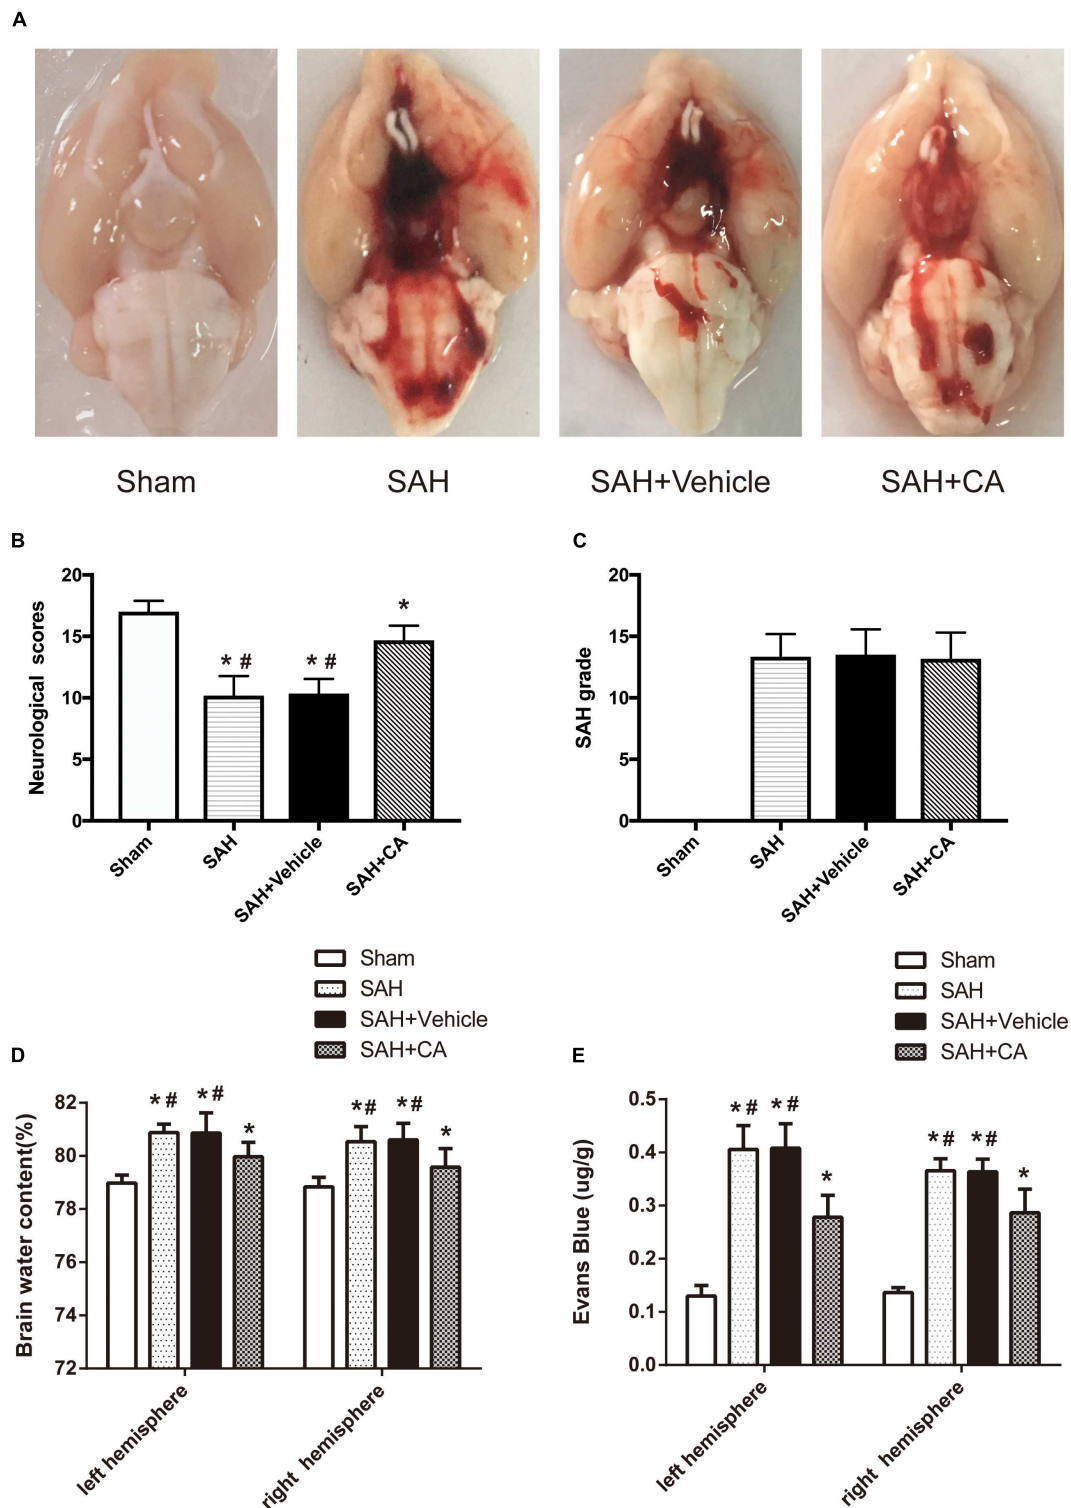 A
Sham
SAH
SAH+Vehicle
SAH+CA
B
Neurological scores
20
15
10
5
0
* #
* #
*
Sham
SAH
SAH+Vehicle
SAH+CA
C
SAH grade
20
15
10
5
0
Sham
SAH
SAH+Vehicle
SAH+CA
D
Sham
SAH
SAH+Vehicle
SAH+CA
Brain water content(%)
82
80
78
76
74
72
* #
* #
*
* #
* #
*
left hemisphere
right hemisphere
E
Sham
SAH
SAH+Vehicle
SAH+CA
Evans Blue (ug/g)
0.5
0.4
0.3
0.2
0.1
0.0
* #
* #
*
* #
* #
*
left hemisphere
right hemisphere